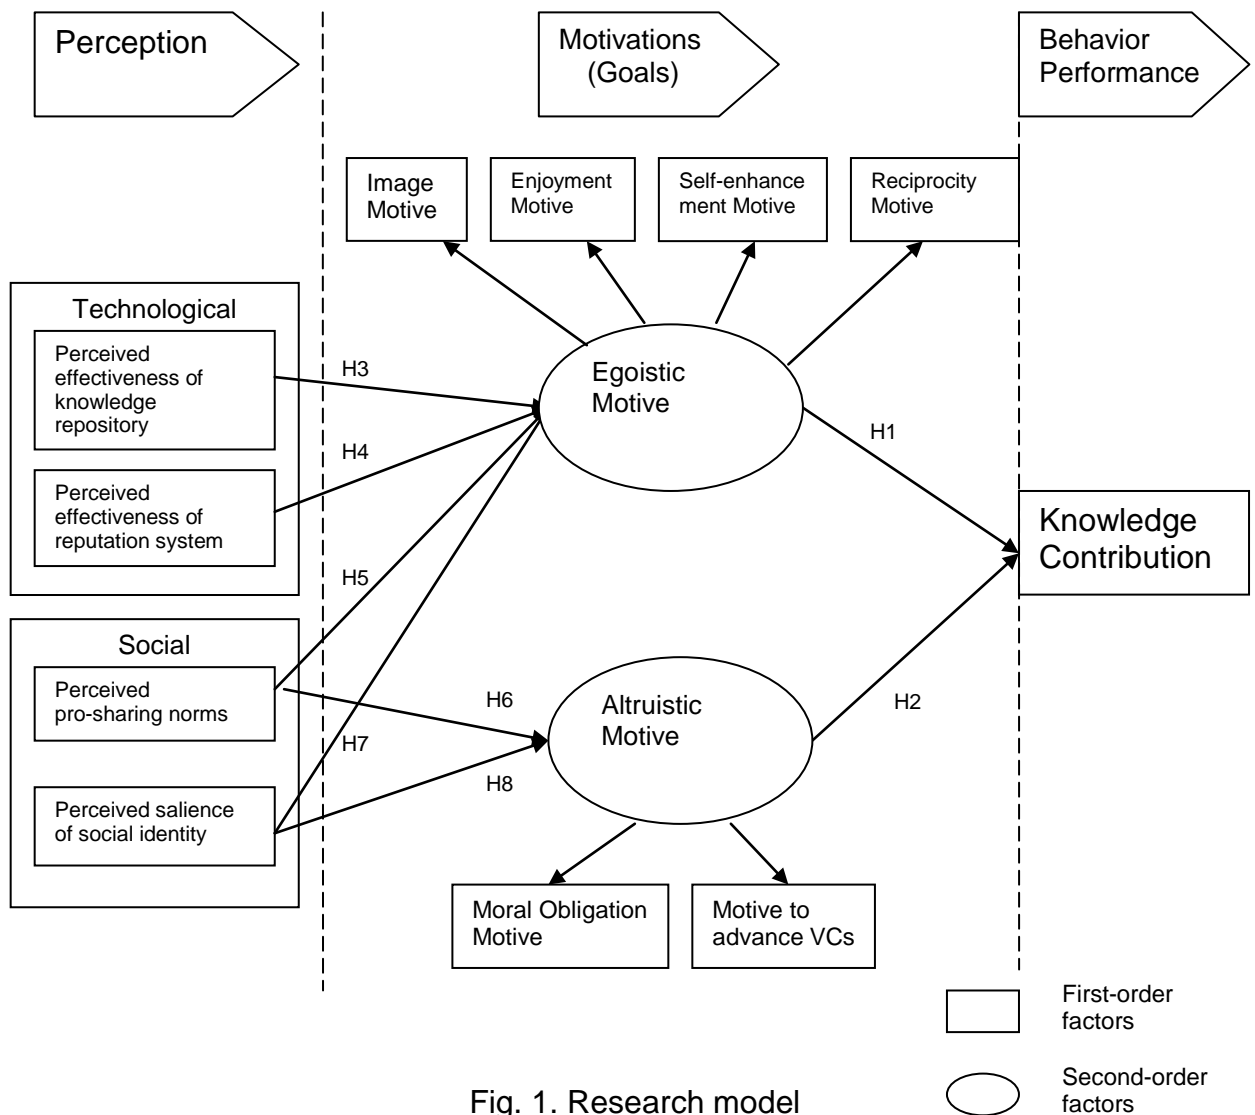 Perception
Motivations
(Goals)
Behavior
Performance
Image
Motive
Enjoyment
Motive
Self-enhance
ment Motive
Reciprocity
Motive
Technological
Perceived
effectiveness of
knowledge
repository
Perceived
effectiveness of
reputation system
Social
Perceived
pro-sharing norms
Perceived salience
of social identity
H3
H4
H5
H6
H7
H8
Egoistic
Motive
Altruistic
Motive
H1
H2
Knowledge
Contribution
Moral Obligation
Motive
Motive to
advance VCs
First-order
factors
Second-order
factors
Fig. 1. Research model